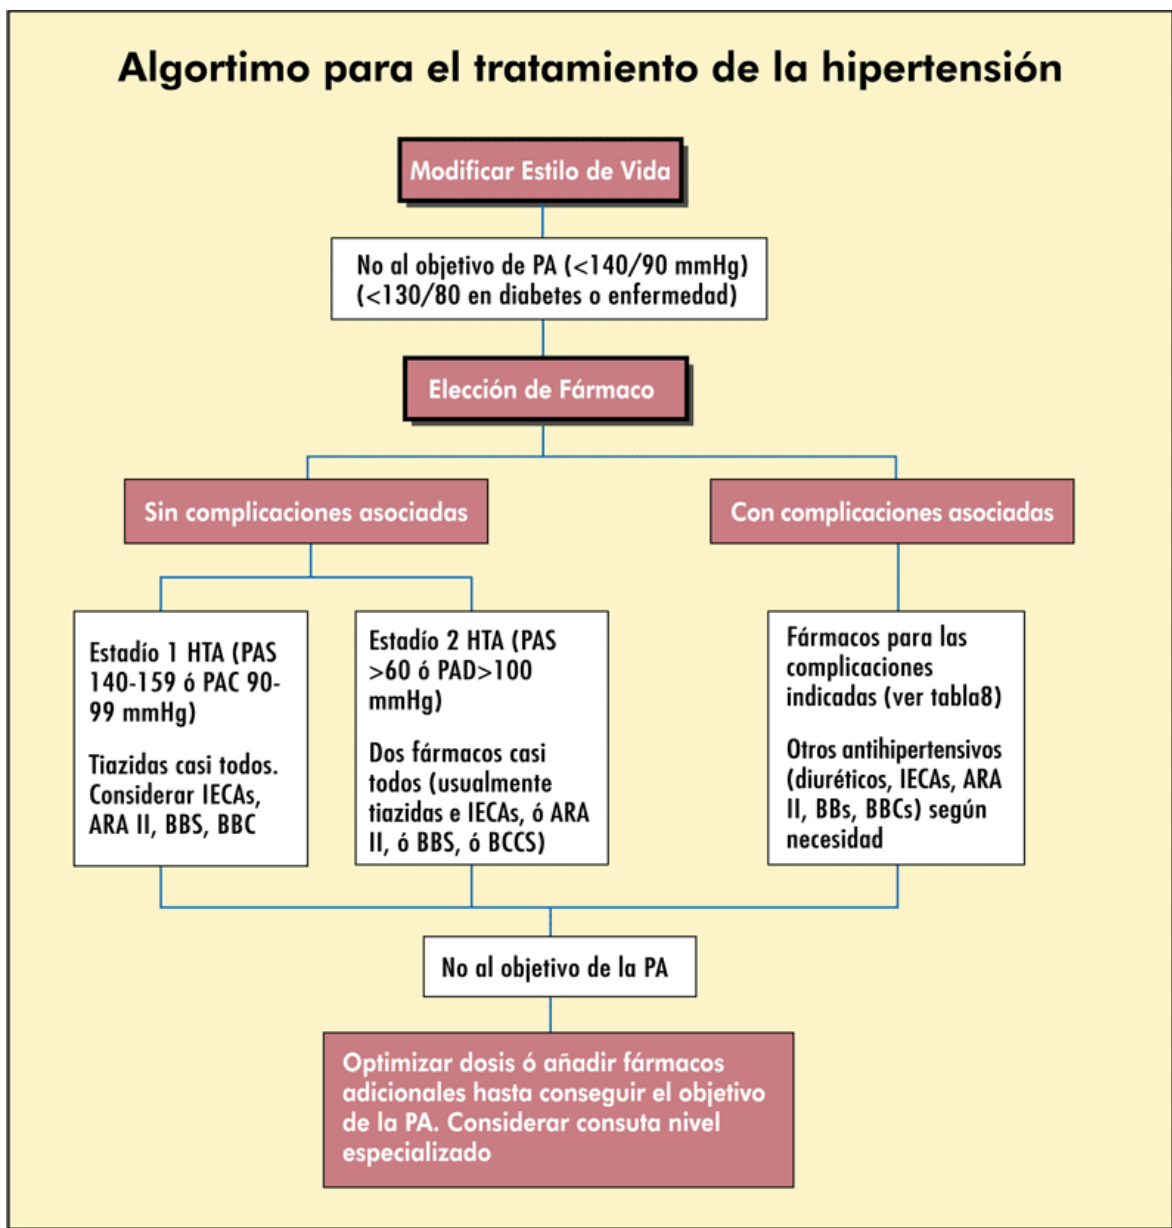 Algortimo para el tratamiento de la hipertensión
Modificar Estilo de Vida
No al objetivo de PA (<140/90 mmHg)
(<130/80 en diabetes o enfermedad)
Elección de Fármaco
Sin complicaciones asociadas
Con complicaciones asociadas
Estadío 1 HTA (PAS
140-159 ó PAC 90-
99 mmHg)
Tiazidas casi todos.
Considerar IECAs,
ARA II, BBS, BBC
Estadío 2 HTA (PAS
>60 ó PAD>100
mmHg)
Dos fármacos casi
todos (usualmente
tiazidas e IECAs, ó ARA
II, ó BBS, ó BCCS)
Fármacos para las
complicaciones
indicadas (ver tabla8)
Otros antihipertensivos
(diuréticos, IECAs, ARA
II, BBs, BBCs) según
necesidad
No al objetivo de la PA
Optimizar dosis ó añadir fármacos
adicionales hasta conseguir el objetivo
de la PA. Considerar consuta nivel
especializado